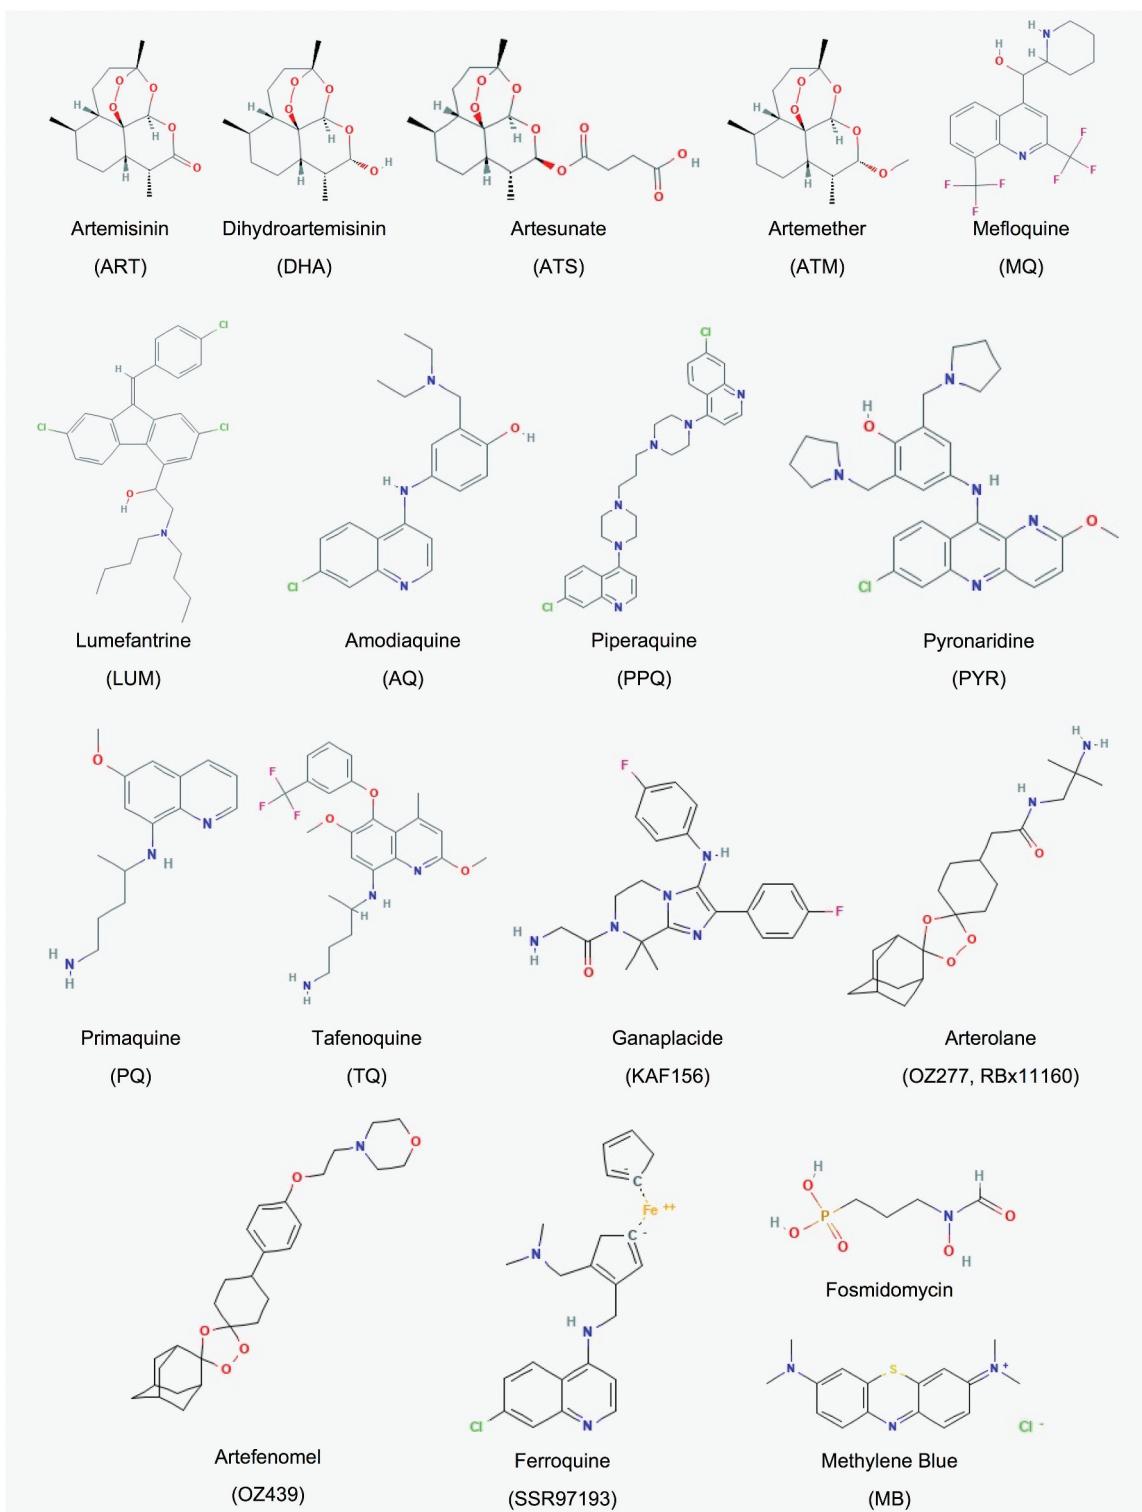 Artemisinin
(ART)
Dihydroartemisinin
(DHA)
Artesunate
(ATS)
Artemether
(ATM)
Mefloquine
(MQ)
Lumefantrine
(LUM)
Amodiaquine
(AQ)
Piperaquine
(PPQ)
Pyronaridine
(PYR)
Primaquine
(PQ)
Tafenoquine
(TQ)
Ganaplacide
(KAF156)
Arterolane
(OZ277, RBx11160)
Artefenomel
(OZ439)
Ferroquine
(SSR97193)
Fosmidomycin
Methylene Blue
(MB)